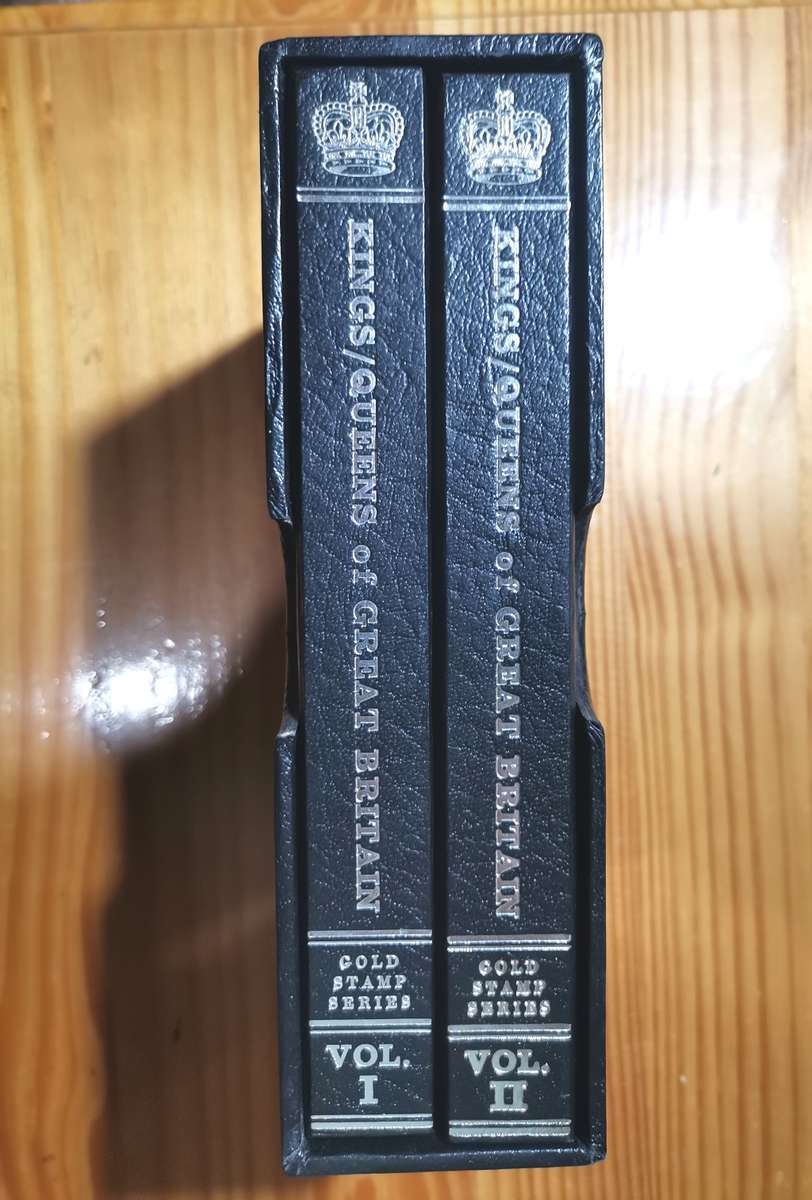 KINGS/QUEENS of GREAT BRITAIN
GOLD
STAMP
SERIES
VOL.
I
KINGS/QUEENS of GREAT BRITAIN
GOLD
STAMP
SERIES
VOL.
II